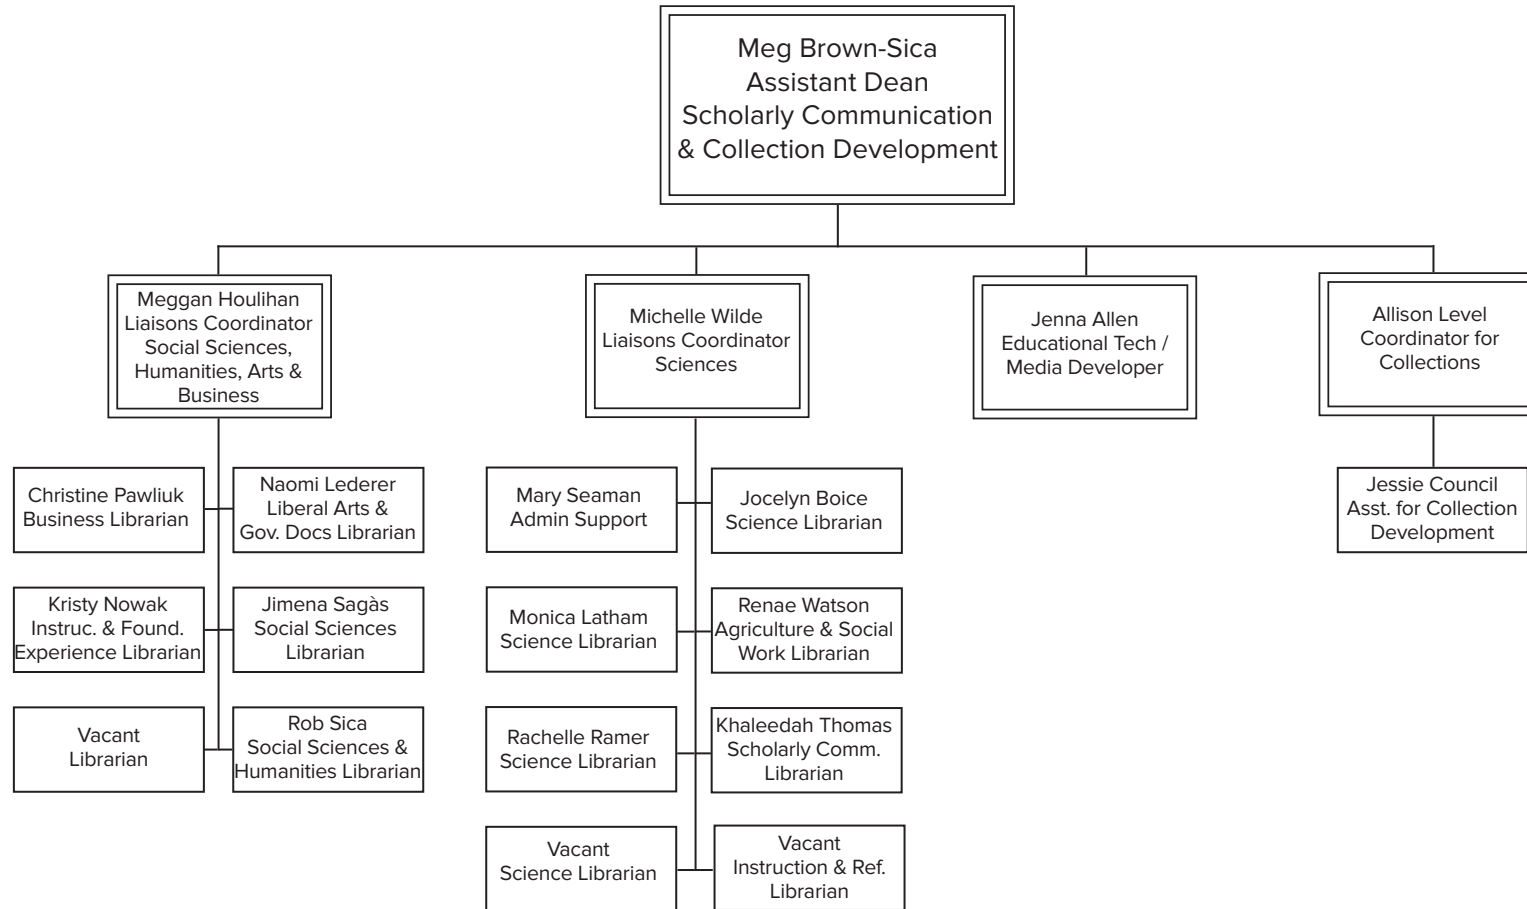 Meg Brown-Sica
Assistant Dean
Scholarly Communication
& Collection Development
Meggan Houlihan
Liaisons Coordinator
Social Sciences,
Humanities, Arts &
Business
Michelle Wilde
Liaisons Coordinator
Sciences
Jenna Allen
Educational Tech /
Media Developer
Allison Level
Coordinator for
Collections
Christine Pawliuk
Business Librarian
Naomi Lederer
Liberal Arts &
Gov. Docs Librarian
Mary Seaman
Admin Support
Jocelyn Boice
Science Librarian
Jessie Council
Asst. for Collection
Development
Kristy Nowak
Instruc. & Found.
Experience Librarian
Jimena Sagàs
Social Sciences
Librarian
Monica Latham
Science Librarian
Renae Watson
Agriculture & Social
Work Librarian
Vacant
Librarian
Rob Sica
Social Sciences &
Humanities Librarian
Rachelle Ramer
Science Librarian
Khaleedah Thomas
Scholarly Comm.
Librarian
Vacant
Science Librarian
Vacant
Instruction & Ref.
Librarian